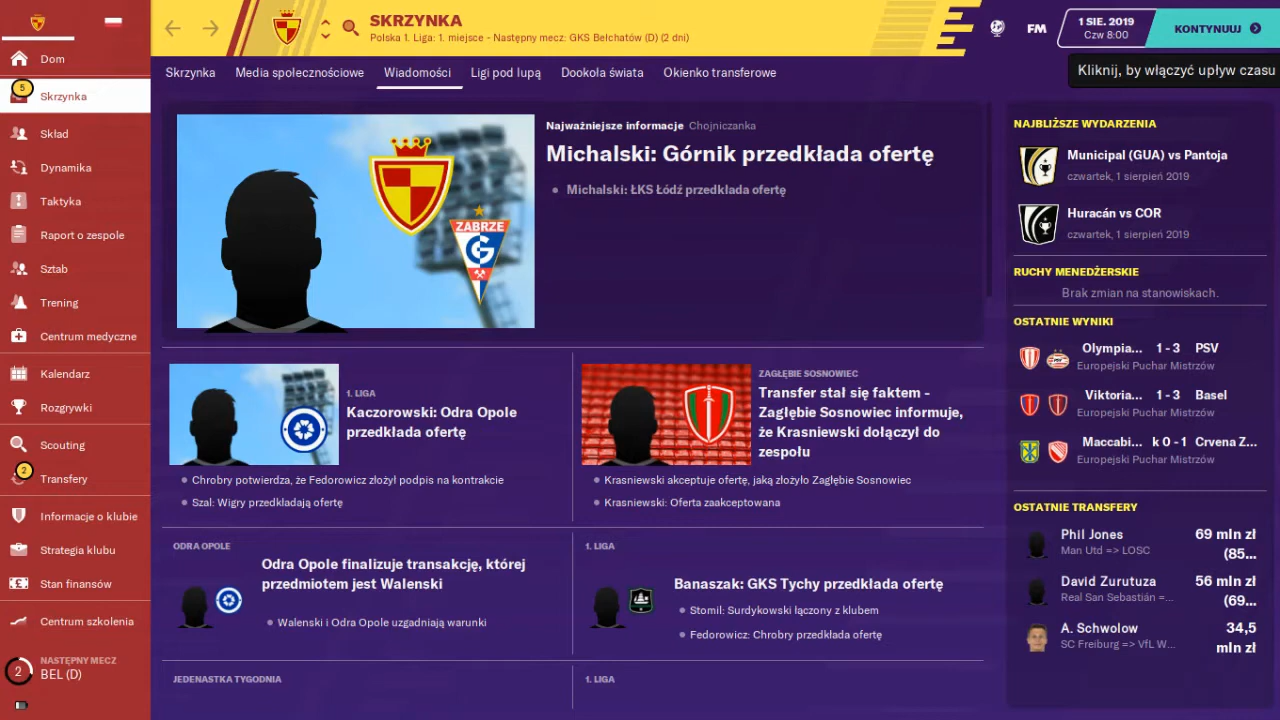 SKRZYNKA
Polska 1. Liga: 1. miejsce - Następny mecz: GKS Bełchatów (D) (2 dni)
FM
1 SIE. 2019
Czw 8:00
KONTYNUUJ
Kliknij, by włączyć upływ czasu
Dom
5
Skrzynka
Skład
Dynamika
Taktyka
Raport o zespole
Sztab
Trening
Centrum medyczne
Kalendarz
Rozgrywki
Scouting
2
Transfery
Informacje o klubie
Strategia klubu
Stan finansów
Centrum szkolenia
2
NASTĘPNY MECZ
BEL (D)
Skrzynka
Media społecznościowe
Wiadomości
Ligi pod lupą
Dookoła świata
Okienko transferowe
ZABRZE
G
Najważniejsze informacje Chojniczanka
Michalski: Górnik przedkłada ofertę
Michalski: ŁKS Łódź przedkłada ofertę
1. LIGA
Kaczorowski: Odra Opole
przedkłada ofertę
Chrobry potwierdza, że Fedorowicz złożył podpis na kontrakcie
Szal: Wigry przedkładają ofertę
ZAGŁĘBIE SOSNOWIEC
Transfer stał się faktem -
Zagłębie Sosnowiec informuje,
że Krasniewski dołączył do
zespołu
Krasniewski akceptuje ofertę, jaką złożyło Zagłębie Sosnowiec
Krasniewski: Oferta zaakceptowana
ODRA OPOLE
Odra Opole finalizuje transakcję, której
przedmiotem jest Walenski
Walenski i Odra Opole uzgadniają warunki
1. LIGA
Banaszak: GKS Tychy przedkłada ofertę
Stomil: Surdykowski łączony z klubem
Fedorowicz: Chrobry przedkłada ofertę
JEDENASTKA TYGODNIA
1. LIGA
NAJBLIŻSZE WYDARZENIA
Municipal (GUA) vs Pantoja
czwartek, 1 sierpień 2019
Huracán vs COR
czwartek, 1 sierpień 2019
RUCHY MENEDŻERSKIE
Brak zmian na stanowiskach.
OSTATNIE WYNIKI
Olympia... 1 - 3 PSV
Europejski Puchar Mistrzów
Viktoria... 1 - 3 Basel
Europejski Puchar Mistrzów
Maccabi... k 0 - 1 Crvena Z...
Europejski Puchar Mistrzów
OSTATNIE TRANSFERY
Phil Jones 69 mln zł
Man Utd => LOSC (85...
David Zurutuza 56 mln zł
Real San Sebastián =... (69...
A. Schwolow 34,5
SC Freiburg => VfL W... mln zł